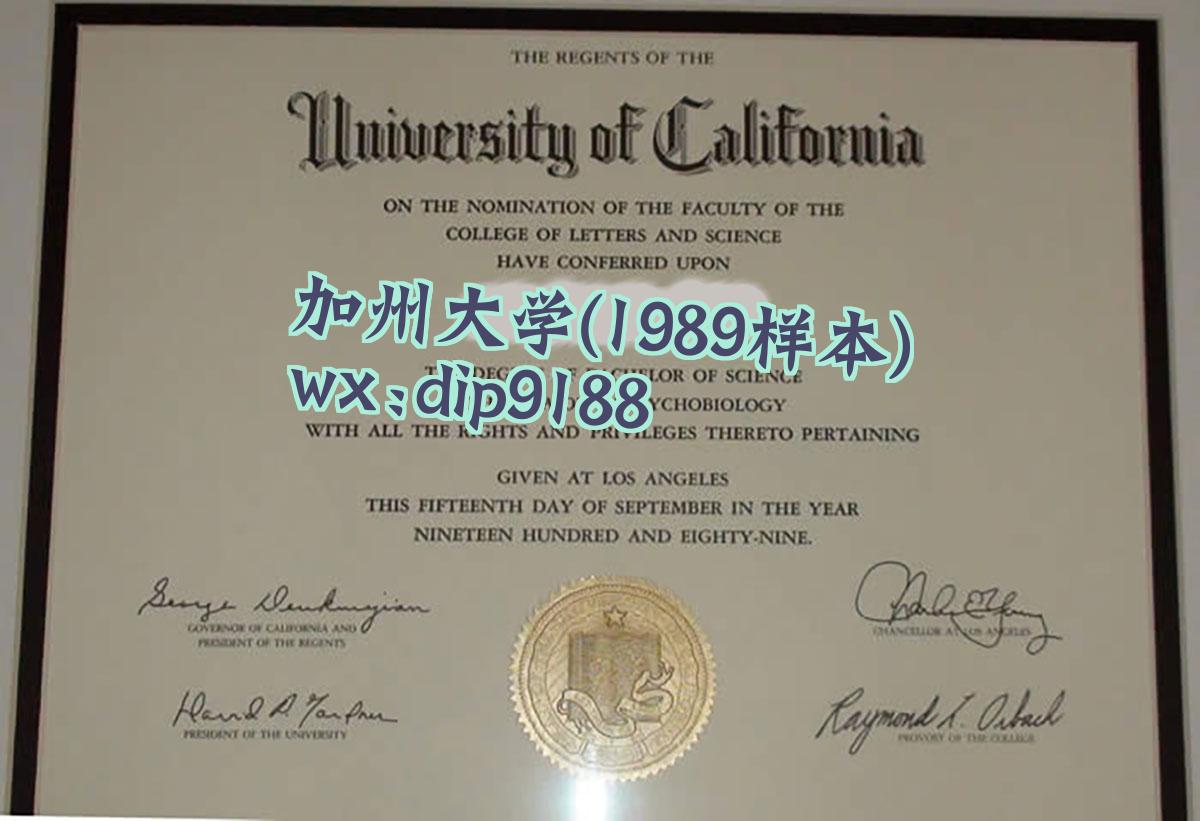 THE REGENTS OF THE
University of California
ON THE NOMINATION OF THE FACULTY OF THE
COLLEGE OF LETTERS AND SCIENCE
HAVE CONFERRED UPON
加州大学(1989样本)
OF SCIENCE
wx:dip9188
WITH ALL THE RIGHTS AND PRIVILEGES THERETO PERTAINING
GIVEN AT LOS ANGELES
THIS FIFTEENTH DAY OF SEPTEMBER IN THE YEAR
NINETEEN HUNDRED AND EIGHTY-NINE.
George Deukmejian
GOVERNOR OF CALIFORNIA AND
PRESIDENT OF THE REGENTS
CHANCELLOR AT LOS ANGELES
David P. Gardner
PRESIDENT OF THE UNIVERSITY
Raymond L. Orbach
PROVOST OF THE COLLEGE